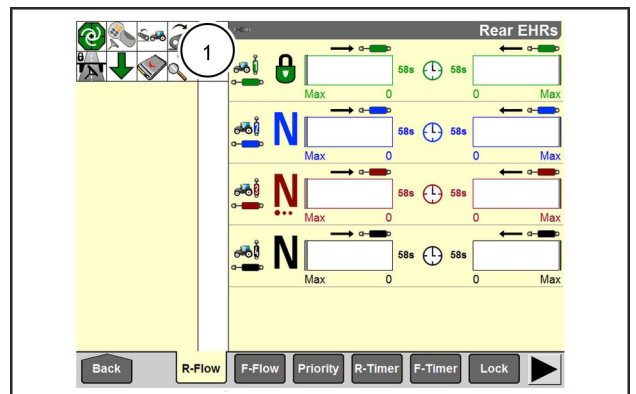 Rear EHRs
1
58s 58s
Max 0 0 Max
N
58s 58s
Max 0 0 Max
N
58s 58s
Max 0 0 Max
N
58s 58s
Max 0 0 Max
Back R-Flow F-Flow Priority R-Timer F-Timer Lock